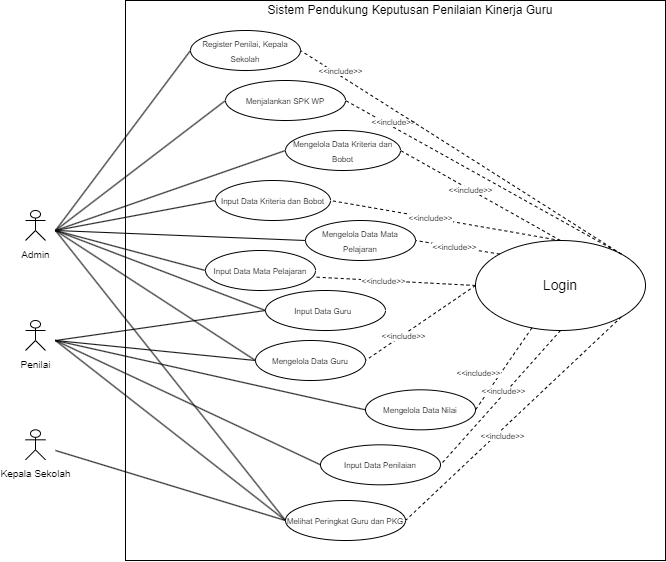 Sistem Pendukung Keputusan Penilaian Kinerja Guru
Register Penilai, Kepala
Sekolah
<<include>>
Menjalankan SPK WP
<<include>>
Mengelola Data Kriteria dan
Bobot
<<include>>
Input Data Kriteria dan Bobot
<<include>>
Admin
Mengelola Data Mata
Pelajaran
<<include>>
Input Data Mata Pelajaran
<<include>>
Login
Input Data Guru
<<include>>
Penilai
Mengelola Data Guru
<<include>>
<<include>>
Mengelola Data Nilai
<<include>>
Kepala Sekolah
Input Data Penilaian
Melihat Peringkat Guru dan PKG